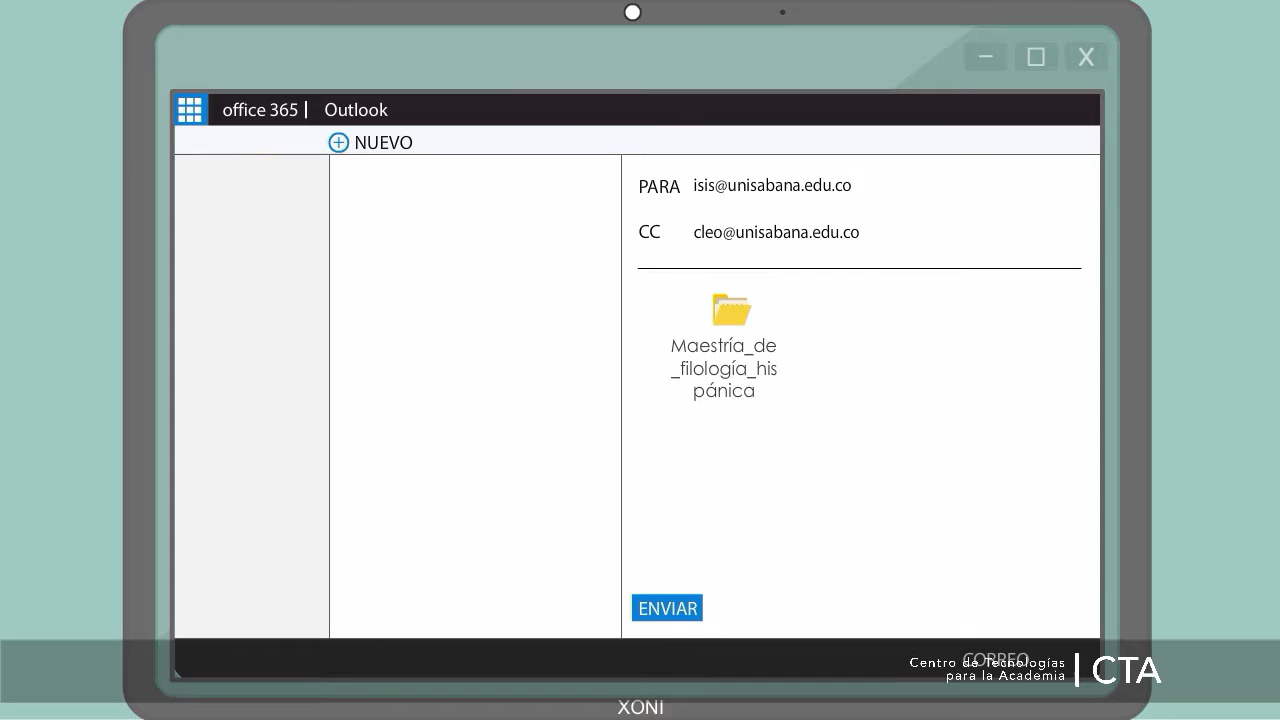 X
office 365 | Outlook
NUEVO
PARA isis@unisabana.edu.co
CC cleo@unisabana.edu.co
Maestría_de
_filología_his
pánica
ENVIAR
CORREO
Centro de Tecnologías
para la Academia | CTA
XONI